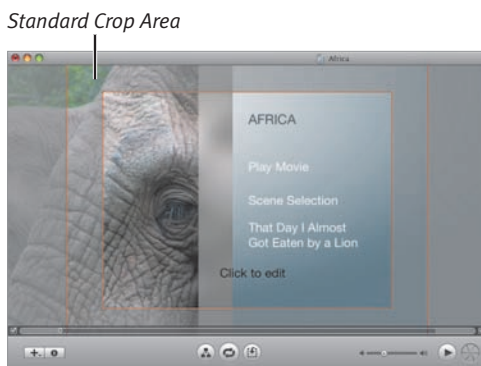 Standard Crop Area
Africa
AFRICA
Play Movie
Scene Selection
That Day I Almost
Got Eaten by a Lion
Click to edit